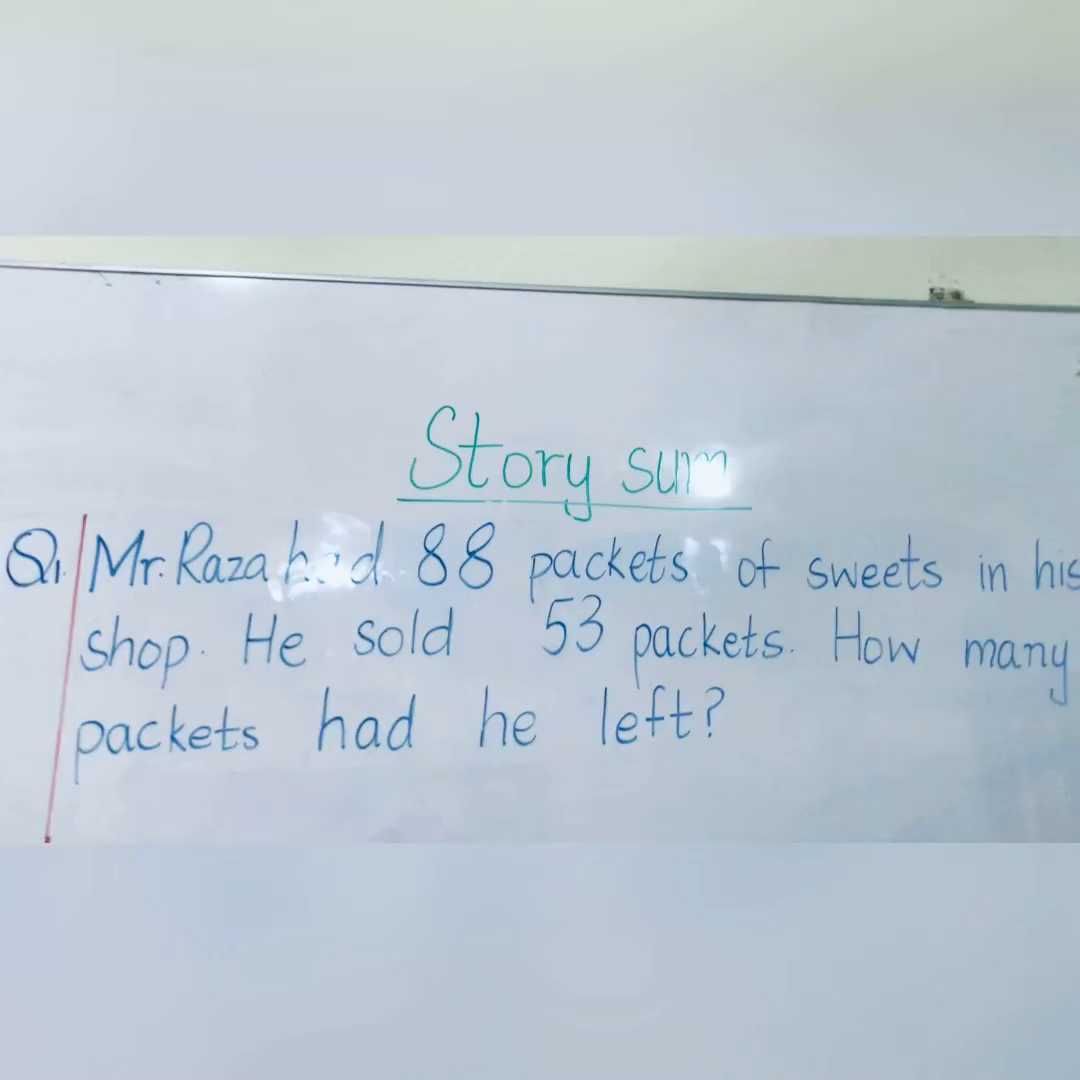 Story sum
Q1. Mr. Raza had 88 packets of sweets in his
shop. He sold 53 packets. How many
packets had he left?